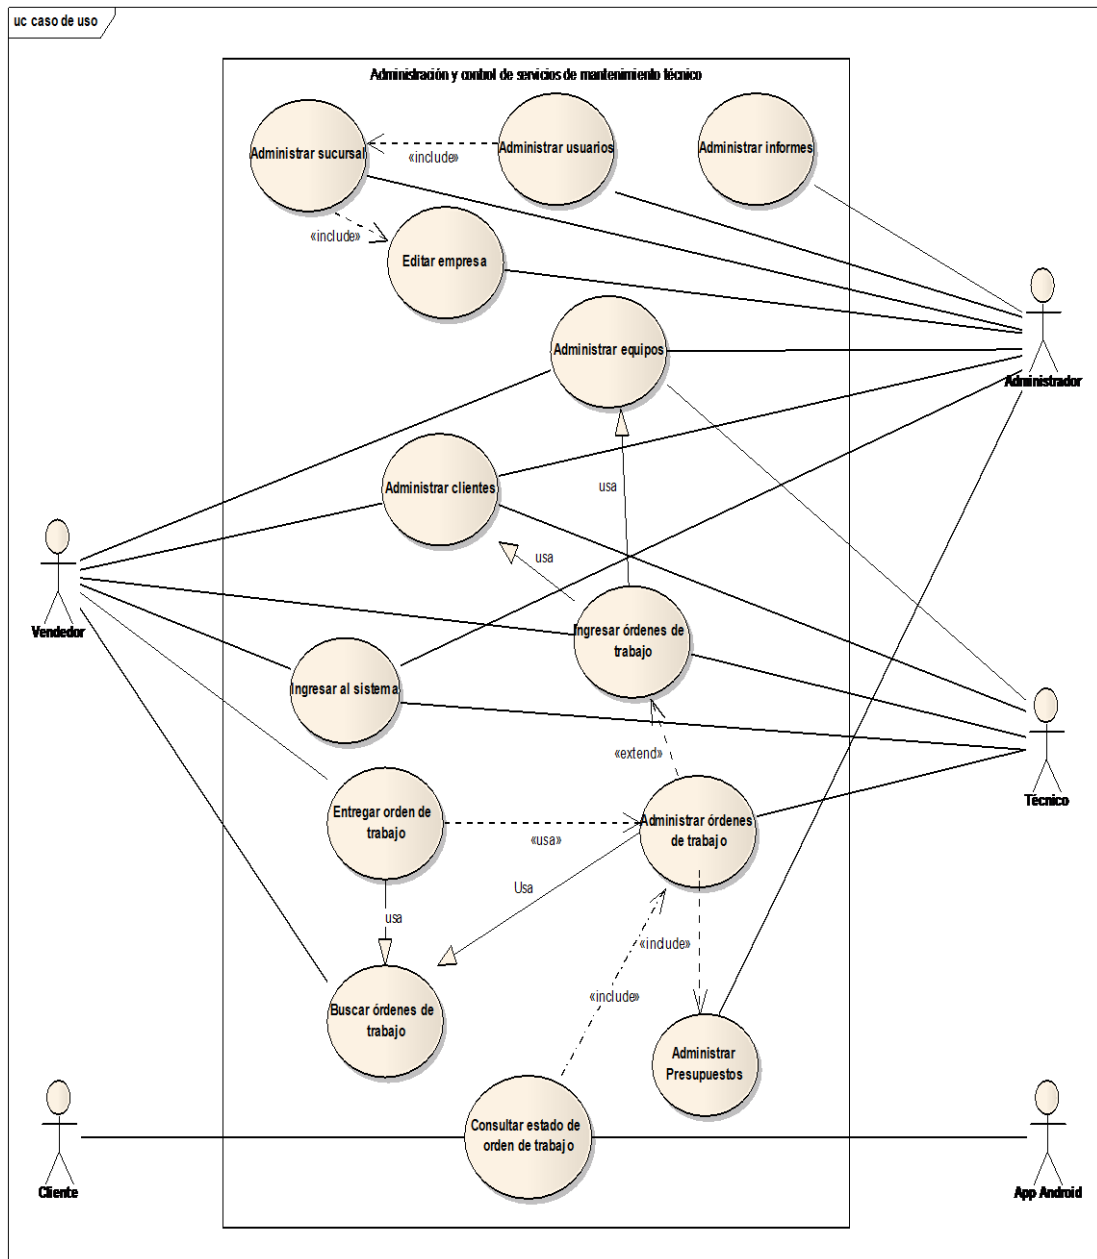 uc caso de uso
Administración y control de servicios de mantenimiento técnico
Administrar sucursal
«include»
Administrar usuarios
Administrar informes
«include»
Editar empresa
Administrar equipos
Administrador
usa
Administrar clientes
usa
Vendedor
Ingresar órdenes de
trabajo
Ingresar al sistema
«extend»
Técnico
Entregar orden de
trabajo
«usa»
Administrar órdenes
de trabajo
Usa
usa
«include»
«include»
Buscar órdenes de
trabajo
Administrar
Presupuestos
Consultar estado de
orden de trabajo
Cliente
App Android